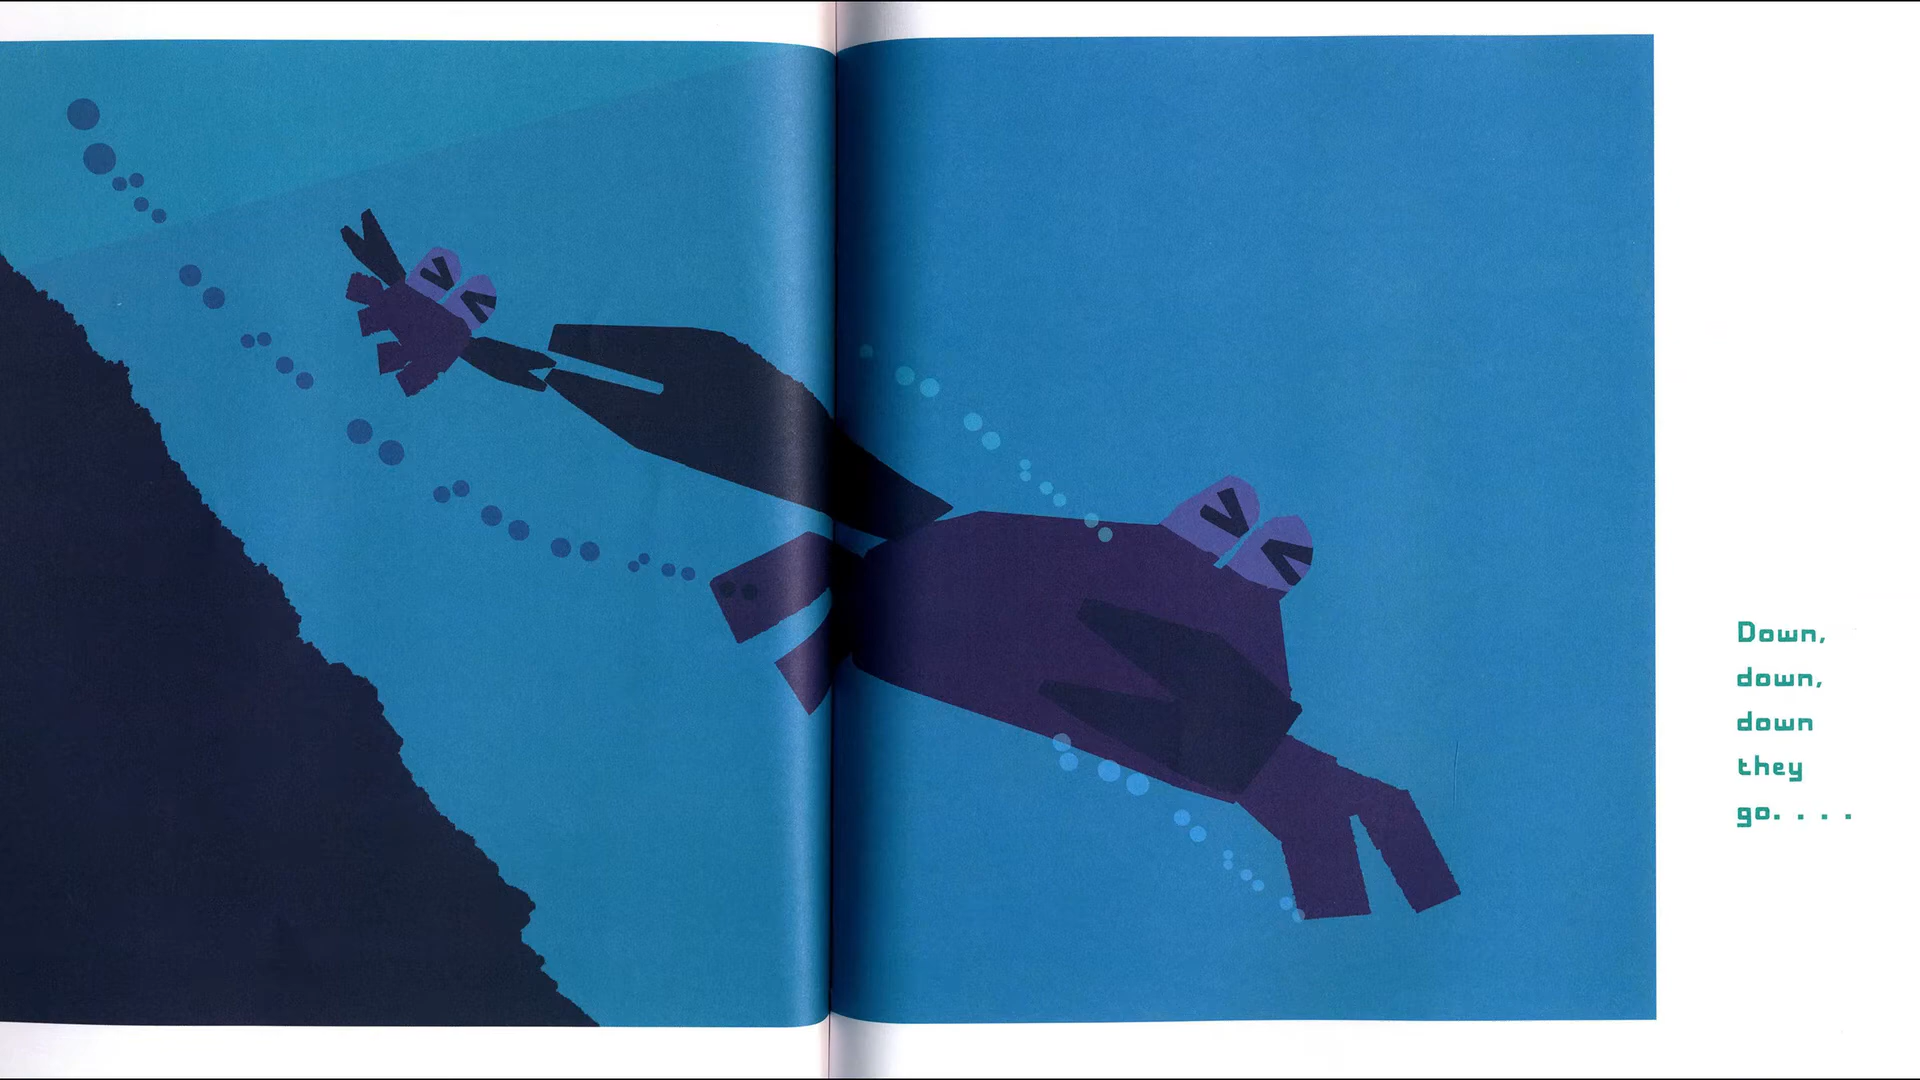 Down,
down,
down
they
go. . . .